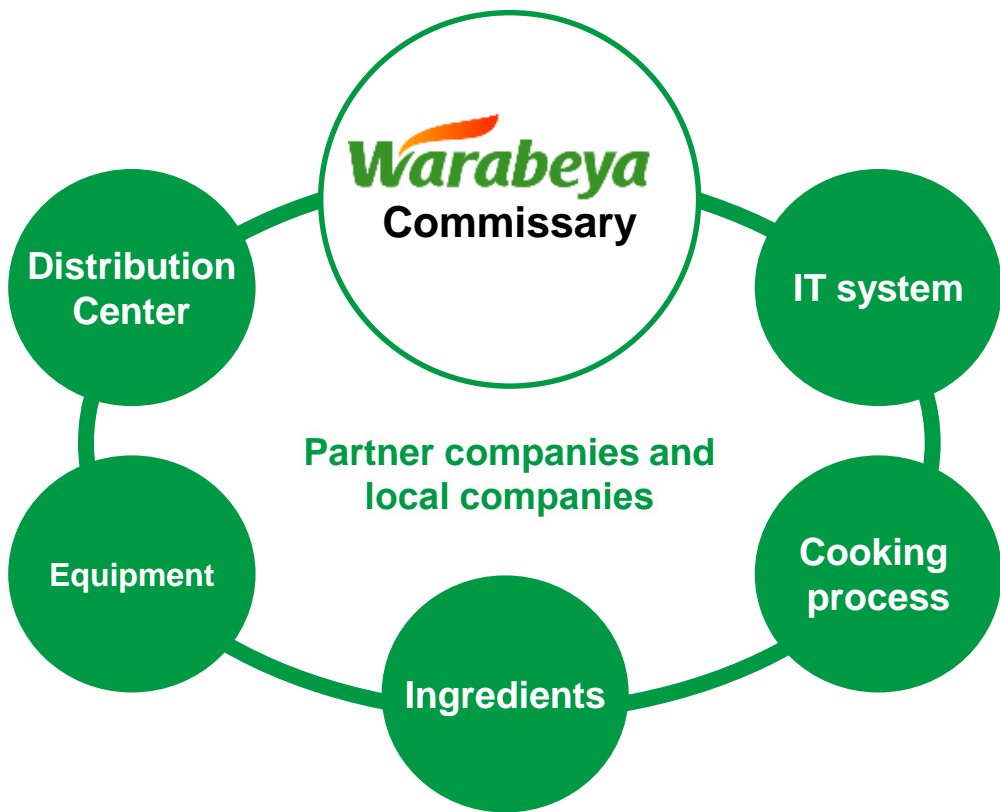 Warabeya
Commissary
Distribution
Center
IT system
Partner companies and
local companies
Equipment
Cooking
process
Ingredients